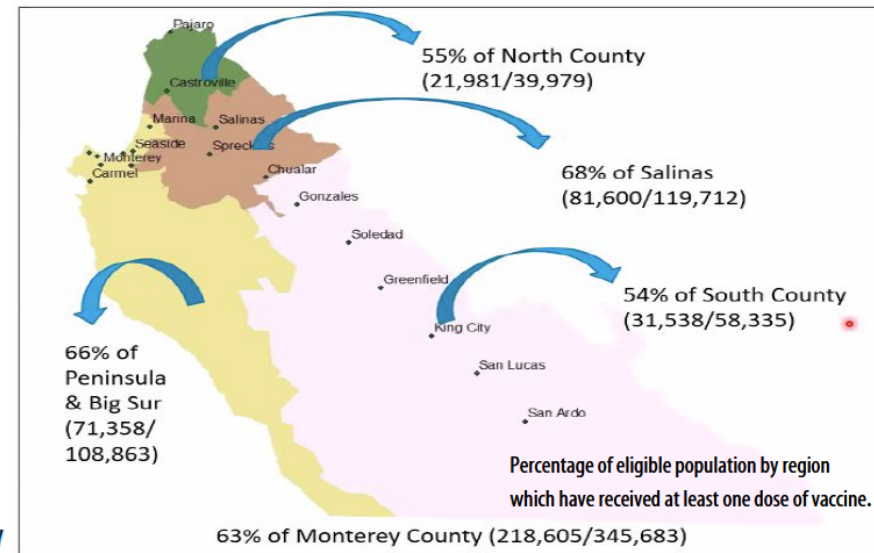 Pajaro
55% of North County
(21,981/39,979)
Castroville
Marina
Salinas
Seaside
Monterey
Carmel
Chualar
68% of Salinas
(81,600/119,712)
Gonzales
Soledad
Greenfield
54% of South County
(31,538/58,335)
King City
66% of
Peninsula
& Big Sur
(71,358/
108,863)
San Lucas
San Ardo
Percentage of eligible population by region
which have received at least one dose of vaccine.
63% of Monterey County (218,605/345,683)